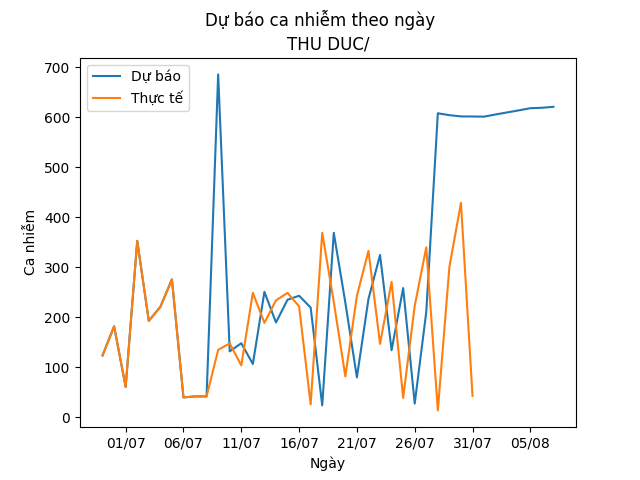 Dự báo ca nhiễm theo ngày
THU DUC/
Dự báo
Thực tế
Ca nhiễm
700
600
500
400
300
200
100
0
01/07 06/07 11/07 16/07 21/07 26/07 31/07 05/08
Ngày